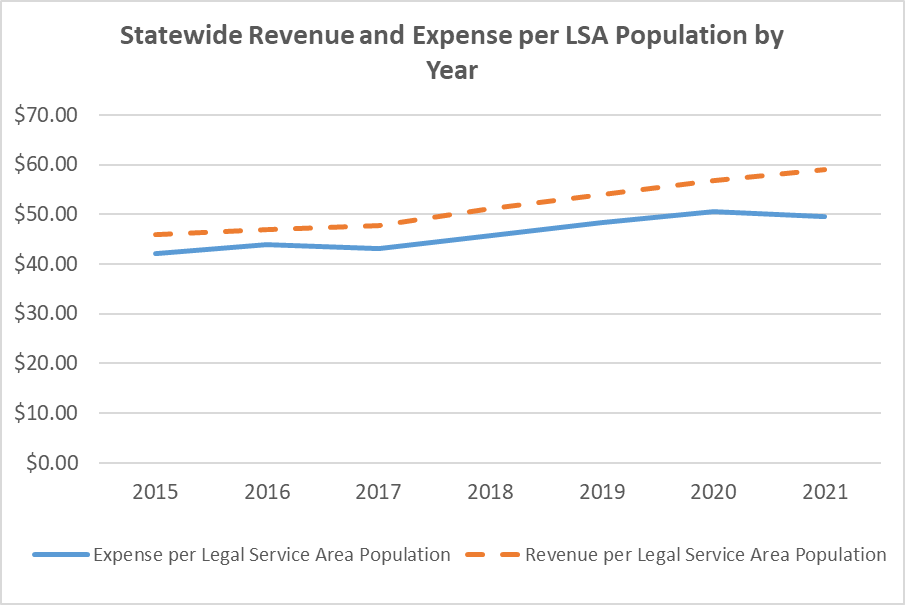 Statewide Revenue and Expense per LSA Population by
Year
$70.00
$60.00
$50.00
$40.00
$30.00
$20.00
$10.00
$0.00
2015 2016 2017 2018 2019 2020 2021
Expense per Legal Service Area Population Revenue per Legal Service Area Population